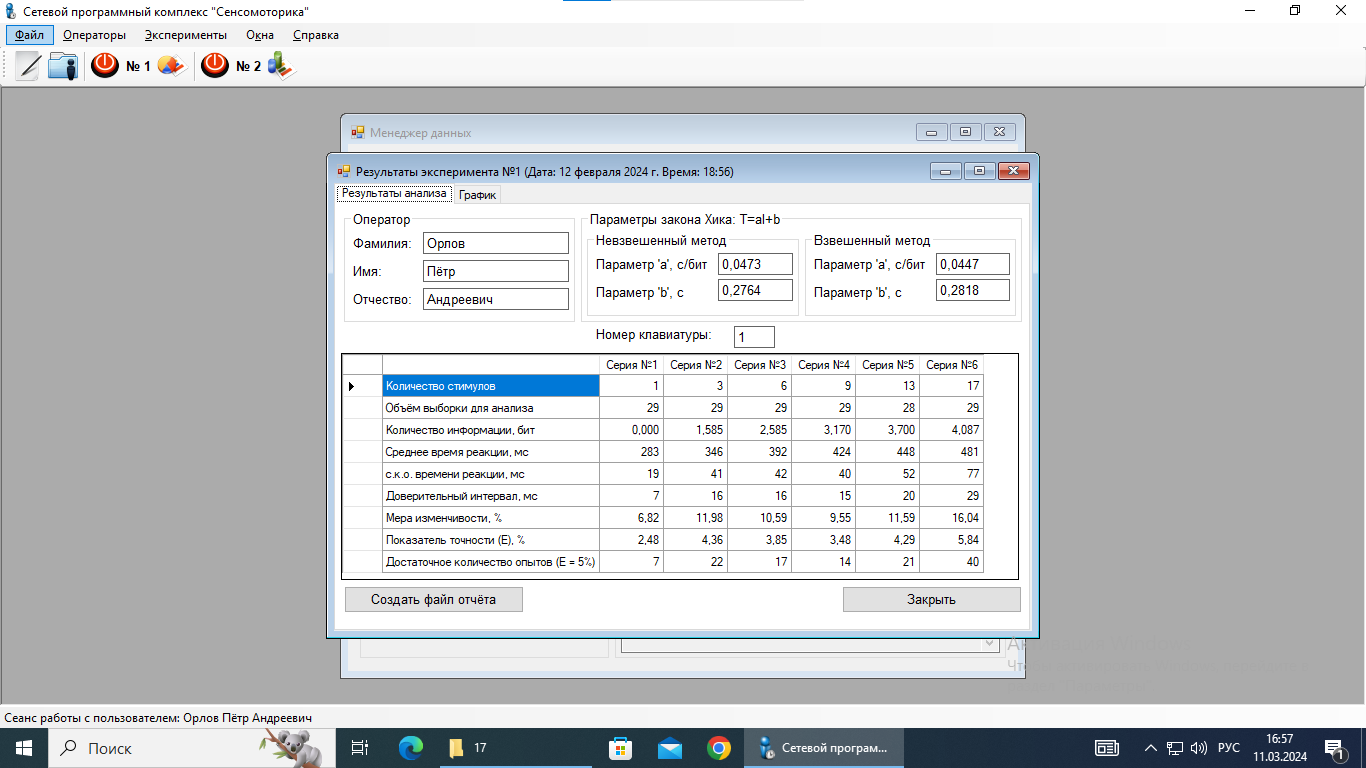 Сетевой программный комплекс "Сенсомоторика"
Файл Операторы Эксперименты Окна Справка
№ 1 № 2
Менеджер данных
Результаты эксперимента №1 (Дата: 12 февраля 2024 г. Время: 18:56)
Результаты анализа График
Оператор
Фамилия: Орлов
Имя: Пётр
Отчество: Андреевич
Параметры закона Хика: T=aI+b
Невзвешенный метод
Параметр 'a', с/бит 0,0473
Параметр 'b', с 0,2764
Взвешенный метод
Параметр 'a', с/бит 0,0447
Параметр 'b', с 0,2818
Номер клавиатуры: 1
Серия №1 Серия №2 Серия №3 Серия №4 Серия №5 Серия №6
Количество стимулов 1 3 6 9 13 17
Объём выборки для анализа 29 29 29 29 28 29
Количество информации, бит 0,000 1,585 2,585 3,170 3,700 4,087
Среднее время реакции, мс 283 346 392 424 448 481
с.к.о. времени реакции, мс 19 41 42 40 52 77
Доверительный интервал, мс 7 16 16 15 20 29
Мера изменчивости, % 6,82 11,98 10,59 9,55 11,59 16,04
Показатель точности (E), % 2,48 4,36 3,85 3,48 4,29 5,84
Достаточное количество опытов (E = 5%) 7 22 17 14 21 40
Создать файл отчёта Закрыть
Сеанс работы с пользователем: Орлов Пётр Андреевич
Поиск 17 Сетевой програм... РУС 16:57
11.03.2024 1